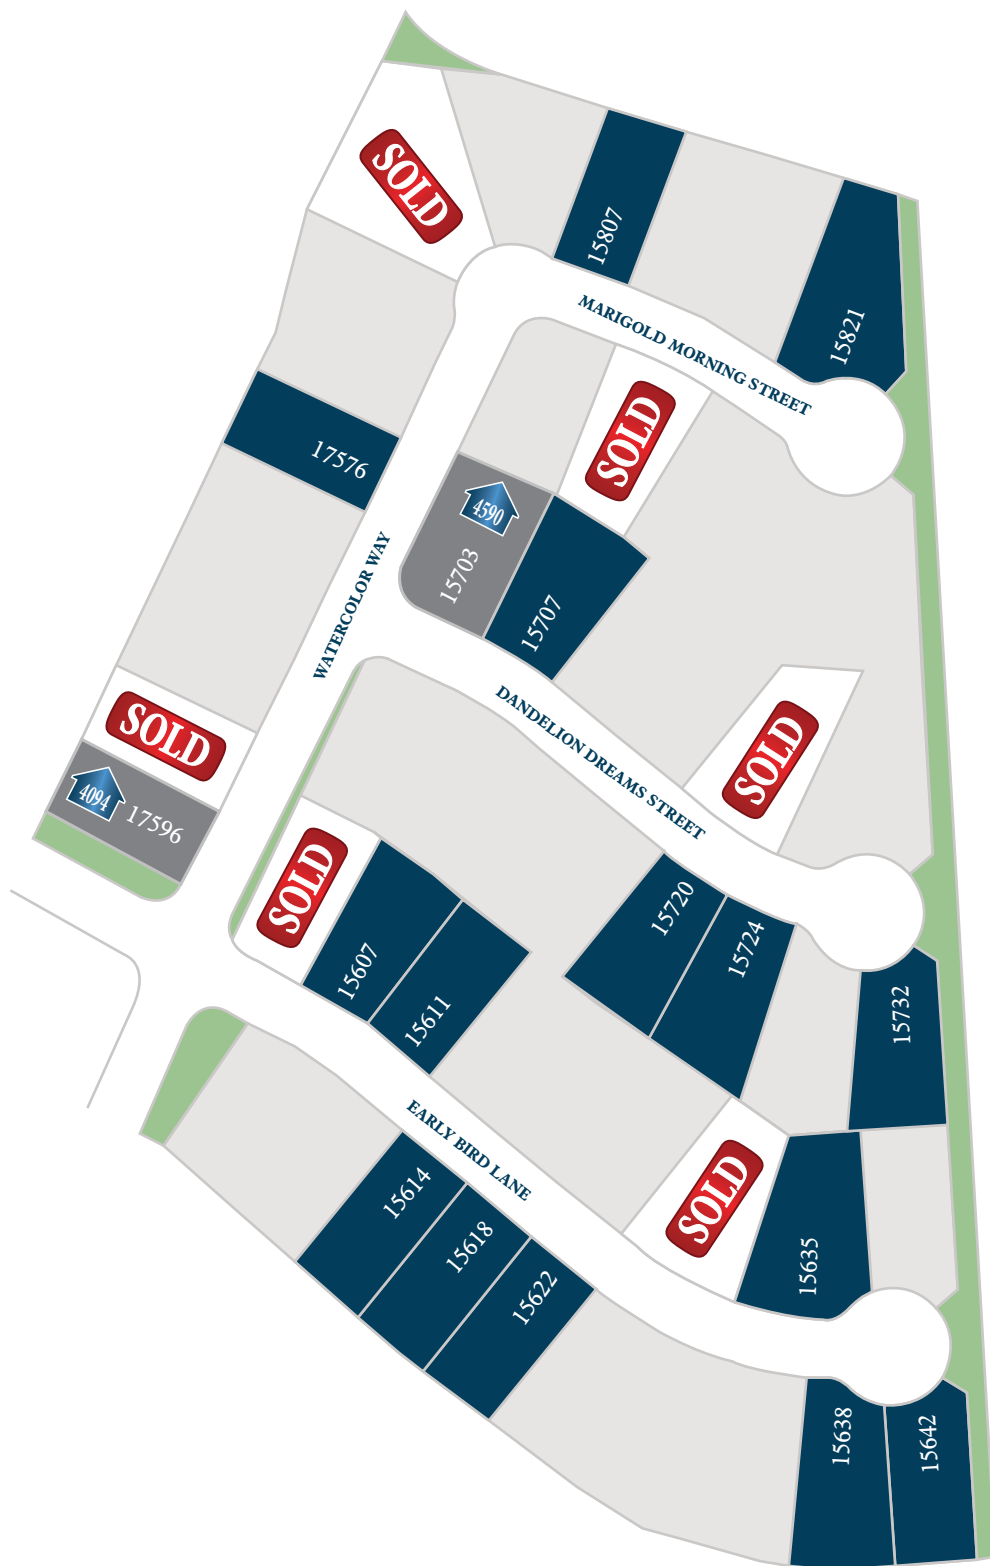 SOLD
15807
15821
MARIGOLD MORNING STREET
SOLD
17576
4590
15703
15707
WATERCOLOR WAY
DANDELION DREAMS STREET
SOLD
SOLD
4094
17596
SOLD
15607
15611
15720
15724
15732
EARLY BIRD LANE
SOLD
15614
15618
15622
15635
15638
15642